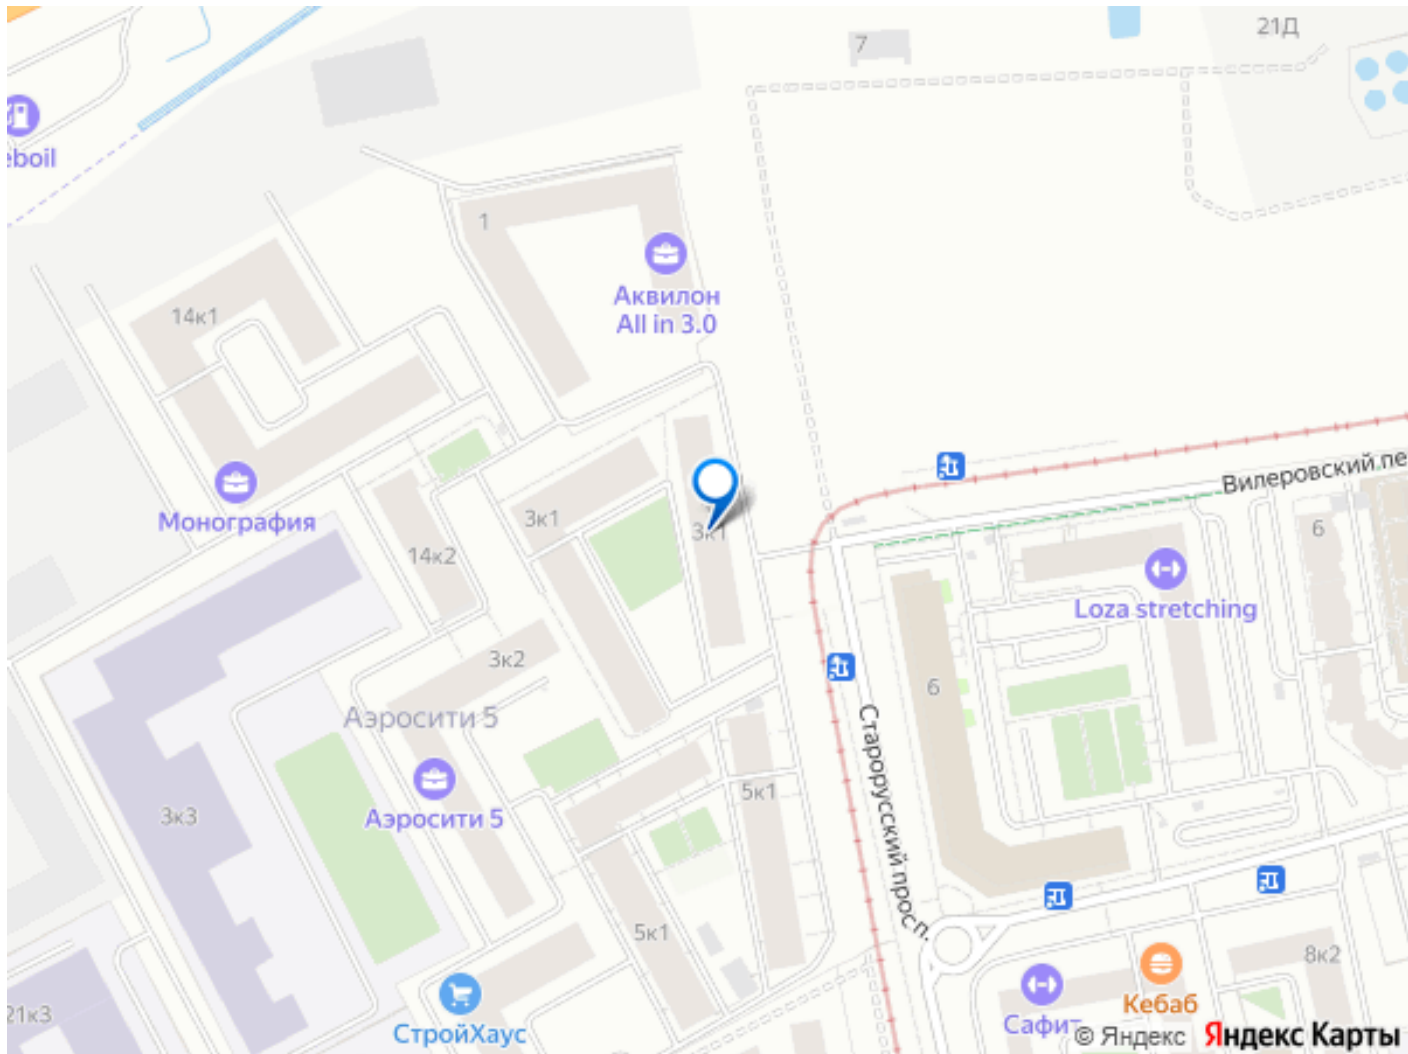 21Д
7
eboil
1
Аквилон
All in 3.0
14к1
Вилеровский пе
Монография
3к1
3к1
6
14к2
Loza stretching
3к2
6
Аэросити 5
Старорусский просп.
5к1
3к3
Аэросити 5
5к1
8к2
21к3
Кебаб
СтройХаус
Сафит
© Яндекс Яндекс Карты